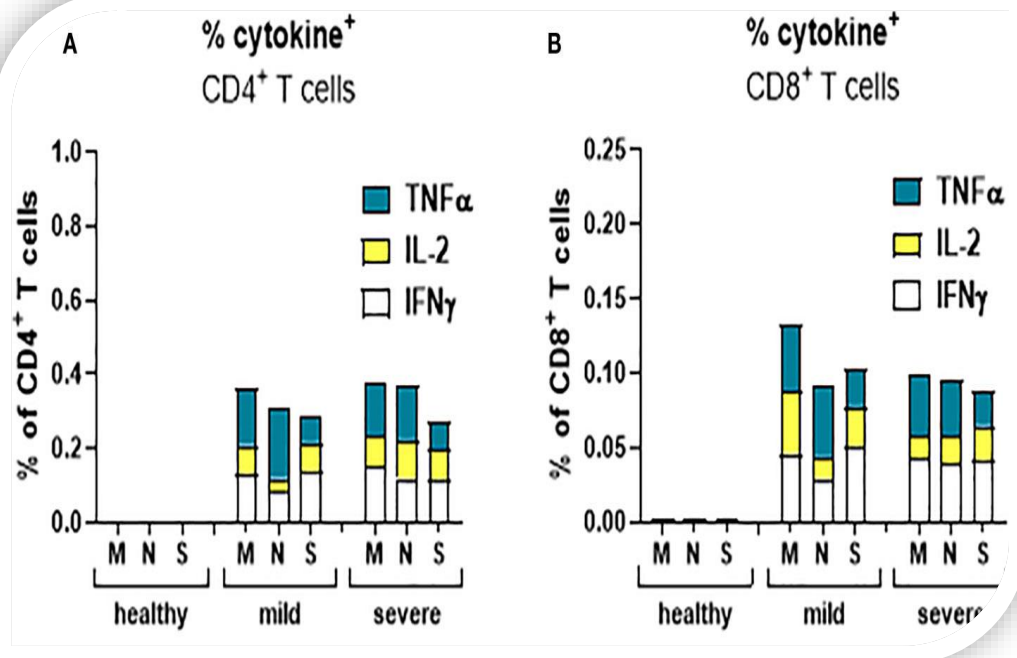 A
% cytokine⁺
CD4⁺ T cells
% of CD4⁺ T cells
1.0
0.8
0.6
0.4
0.2
0.0
TNFα
IL-2
IFNγ
M N S M N S M N S
healthy mild severe
B
% cytokine⁺
CD8⁺ T cells
% of CD8⁺ T cells
0.25
0.20
0.15
0.10
0.05
0.00
TNFα
IL-2
IFNγ
M N S M N S M N S
healthy mild severe